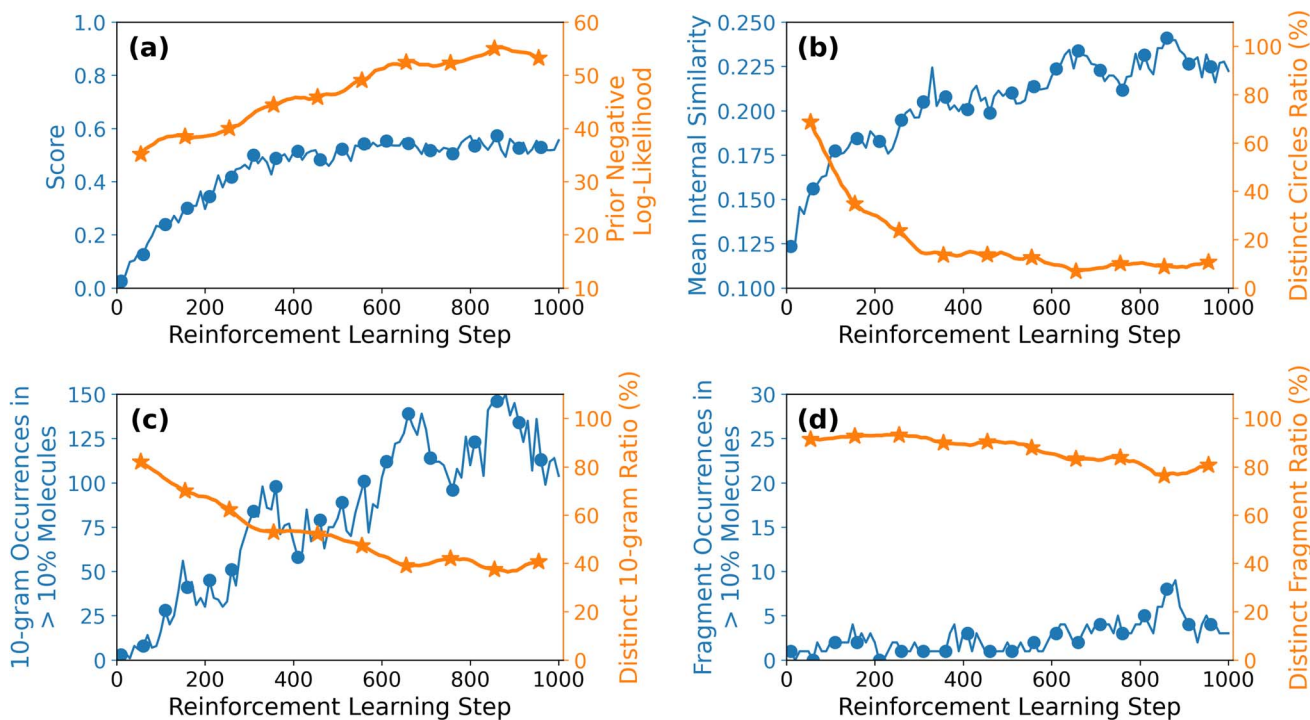 (a)
Score
1.0
0.8
0.6
0.4
0.2
0.0
0 200 400 600 800 1000
Reinforcement Learning Step
60
50
40
30
20
10
Prior Negative
Log-Likelihood
(b)
Mean Internal Similarity
0.250
0.225
0.200
0.175
0.150
0.125
0.100
0 200 400 600 800 1000
Reinforcement Learning Step
100
80
60
40
20
0
Distinct Circles Ratio (%)
(c)
10-gram Occurrences in
> 10% Molecules
150
125
100
75
50
25
0
0 200 400 600 800 1000
Reinforcement Learning Step
100
80
60
40
20
0
Distinct 10-gram Ratio (%)
(d)
Fragment Occurrences in
> 10% Molecules
30
25
20
15
10
5
0
0 200 400 600 800 1000
Reinforcement Learning Step
100
80
60
40
20
0
Distinct Fragment Ratio (%)